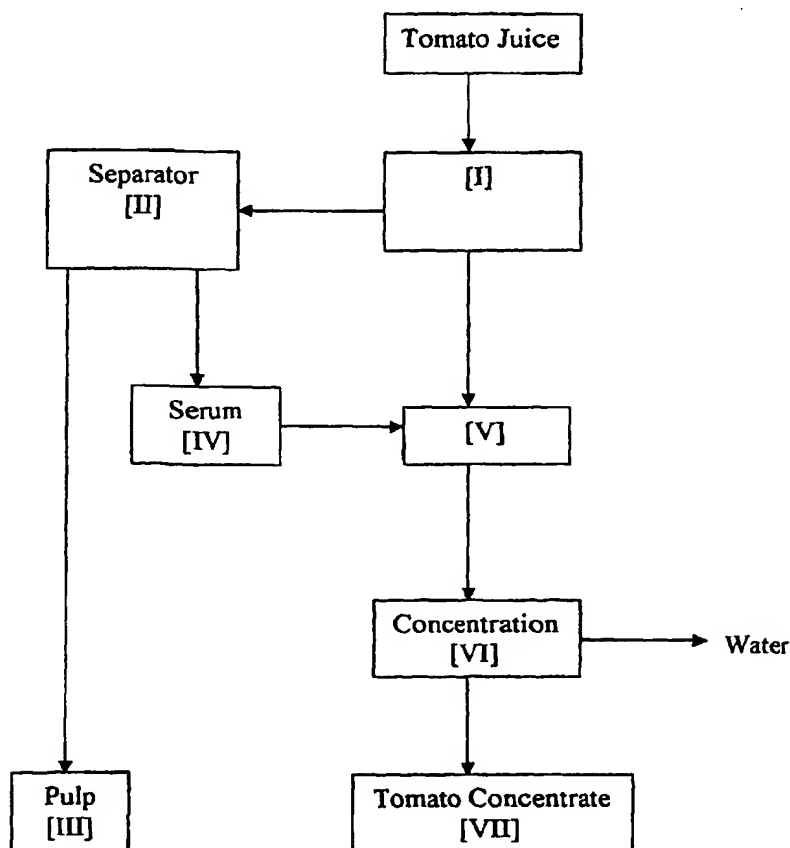 Tomato Juice
Separator
[II]
[I]
Serum
[IV]
[V]
Concentration
[VI]
Water
Pulp
[III]
Tomato Concentrate
[VII]